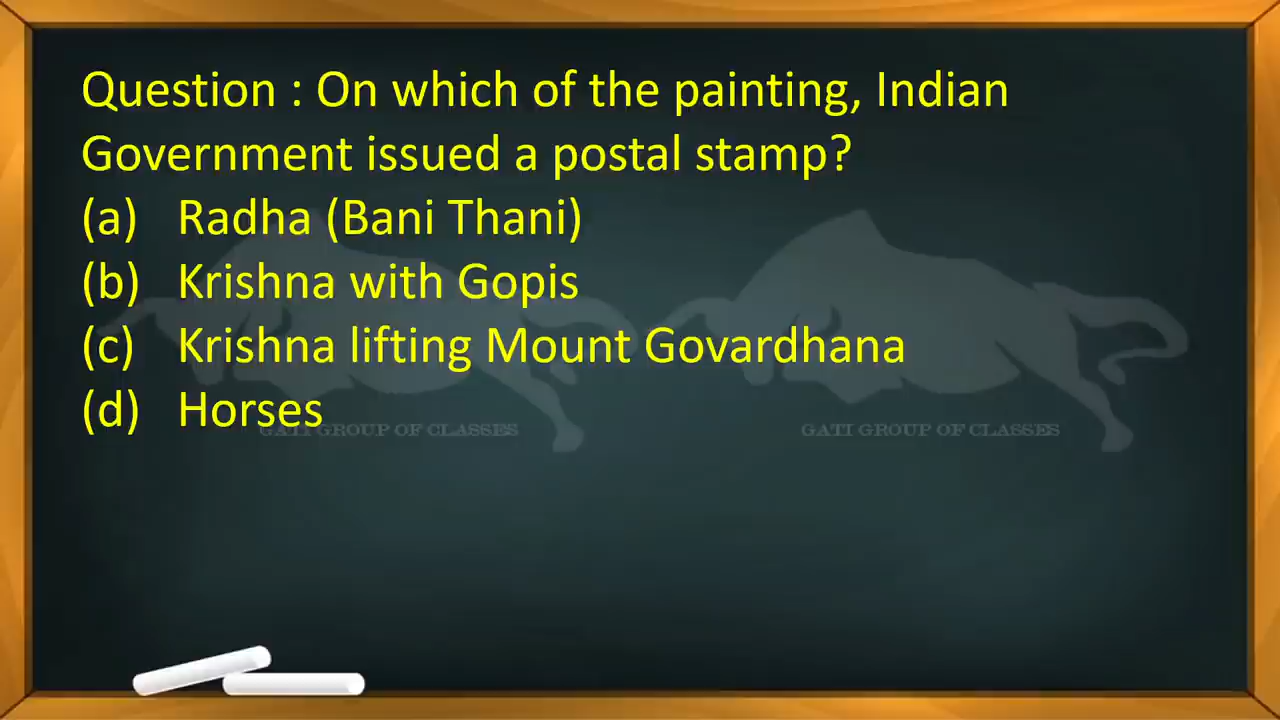 Question : On which of the painting, Indian
Government issued a postal stamp?
(a) Radha (Bani Thani)
(b) Krishna with Gopis
(c) Krishna lifting Mount Govardhana
(d) Horses
GATI GROUP OF CLASSES
GATI GROUP OF CLASSES